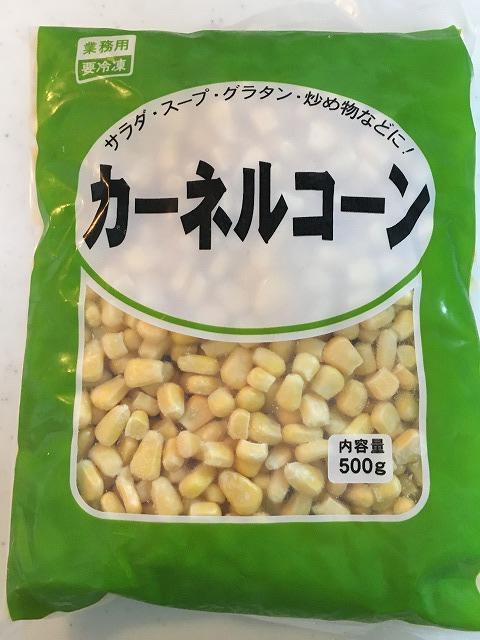 業務用
要冷凍
サラダ・スープ・グラタン・炒め物などに!
カーネルコーン
内容量
500g